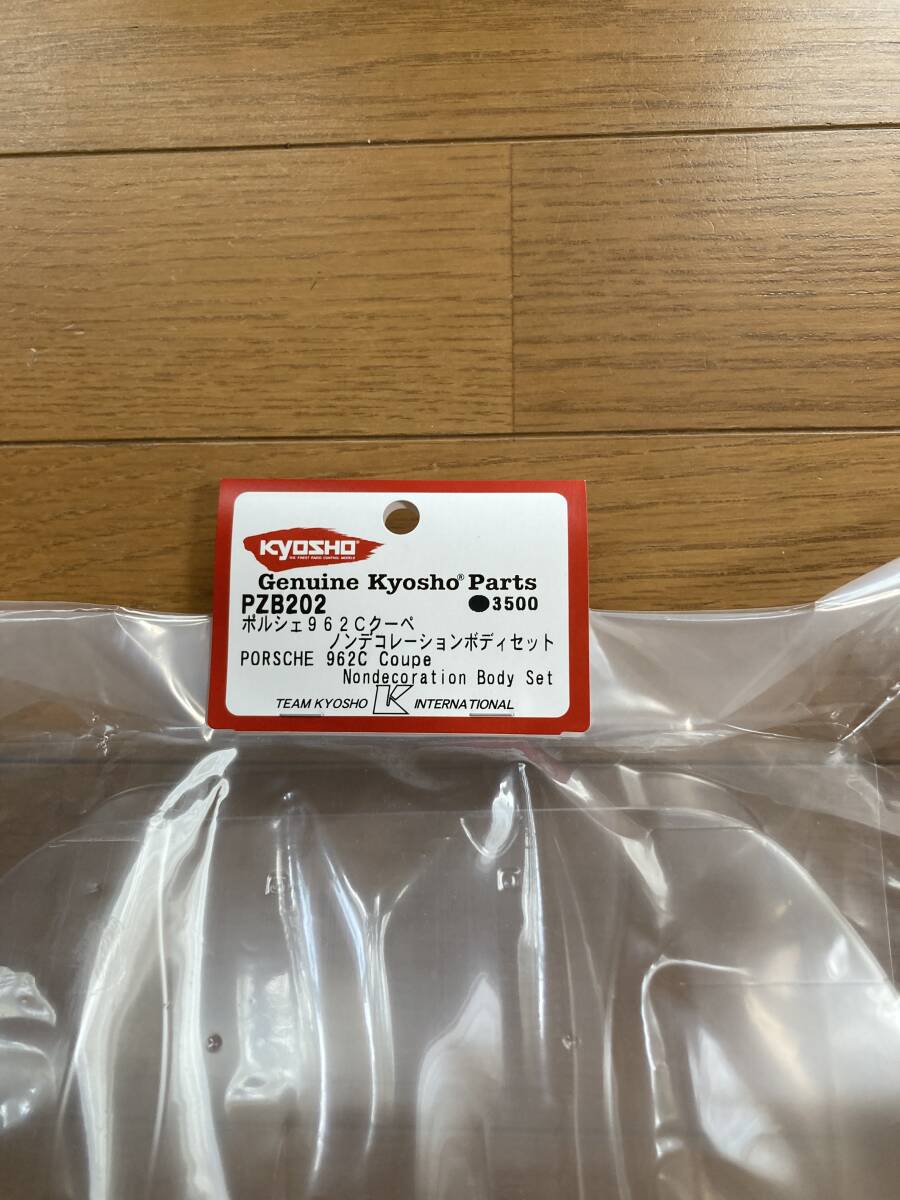 KYOSHO®
THE FINEST RADIO CONTROL MODELS
Genuine Kyosho® Parts
PZB202 ●3500
ポルシェ962Cクーペ
ノンデコレーションボディセット
PORSCHE 962C Coupe
Nondecoration Body Set
TEAM KYOSHO K INTERNATIONAL